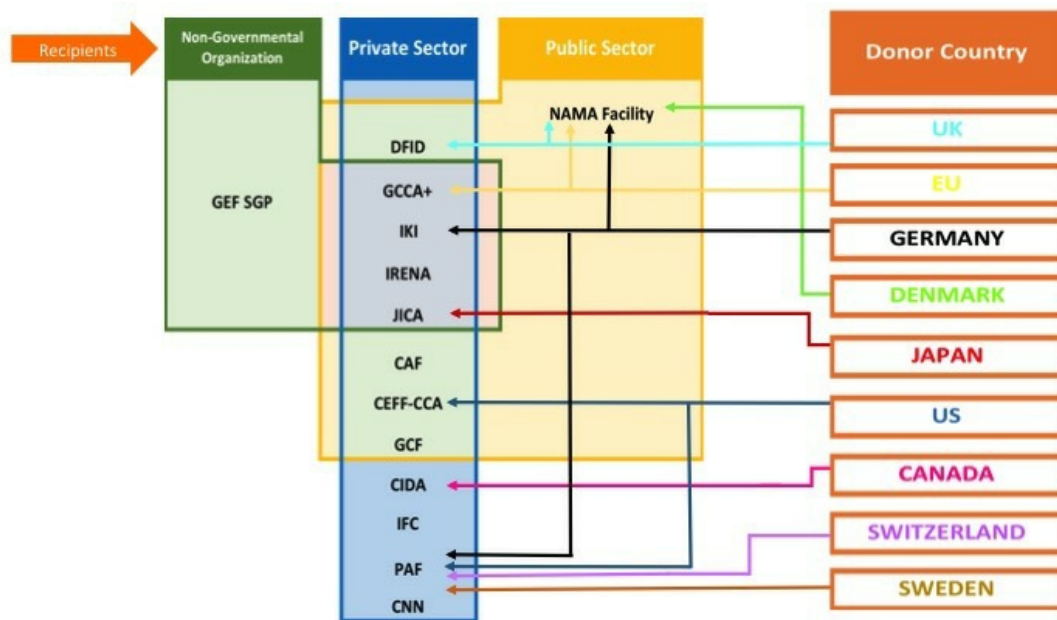 Recipients
Non-Governmental
Organization
Private Sector
Public Sector
Donor Country
NAMA Facility
UK
DFID
EU
GCCA+
GEF SGP
IKI
GERMANY
IRENA
DENMARK
JICA
JAPAN
CAF
CEFF-CCA
US
GCF
CIDA
CANADA
IFC
SWITZERLAND
PAF
SWEDEN
CNN